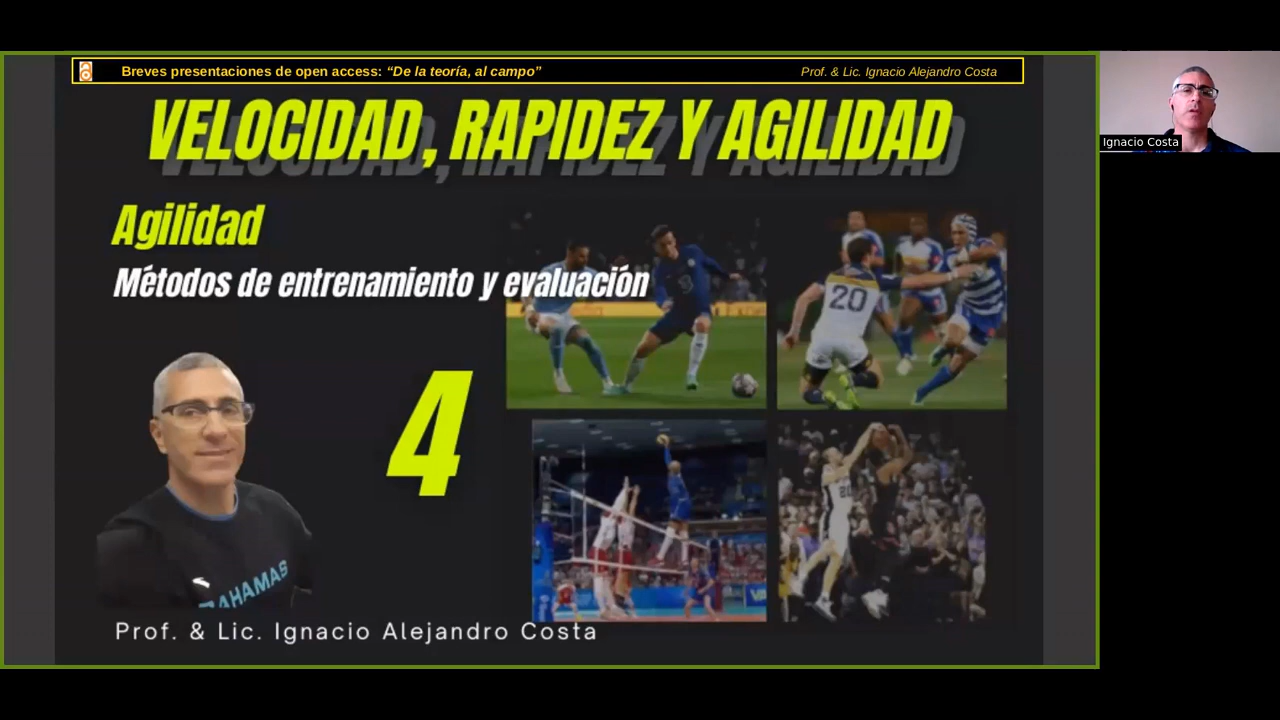 Breves presentaciones de open access: “De la teoría, al campo”
Prof. & Lic. Ignacio Alejandro Costa
VELOCIDAD, RAPIDEZ Y AGILIDAD
Agilidad
Métodos de entrenamiento y evaluación
Ignacio Costa
20
4
20
BAHAMAS
Prof. & Lic. Ignacio Alejandro Costa